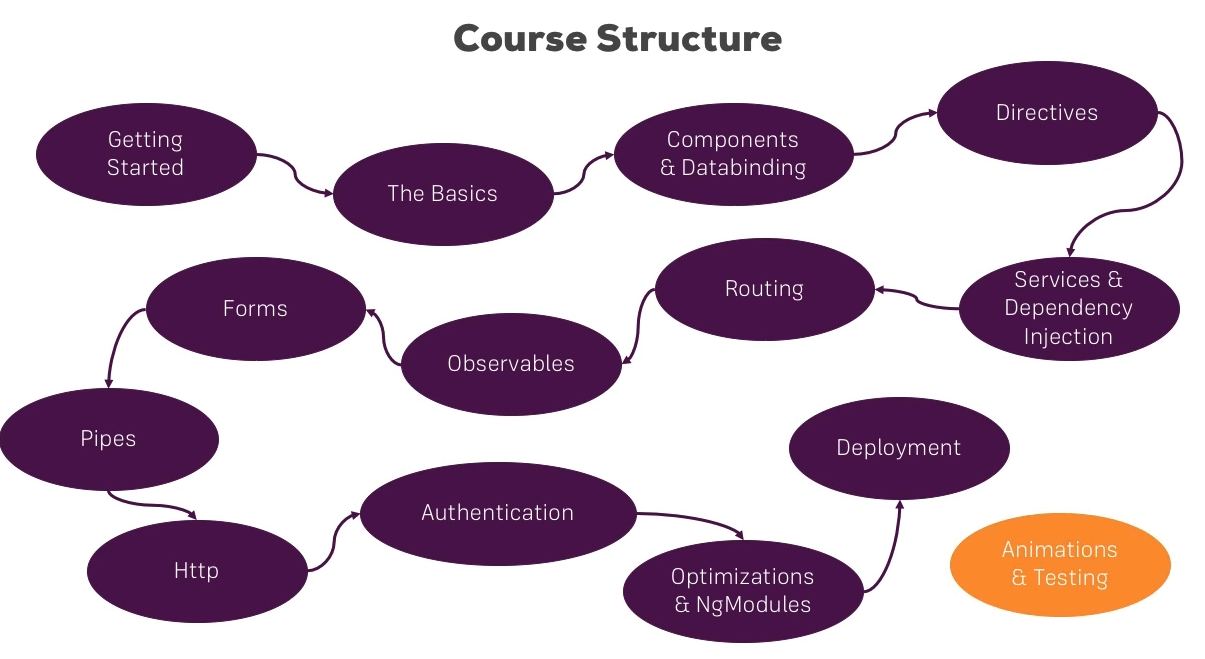 Course Structure
Getting
Started
The Basics
Components
& Databinding
Directives
Services &
Dependency
Injection
Routing
Observables
Forms
Pipes
Http
Authentication
Optimizations
& NgModules
Deployment
Animations
& Testing